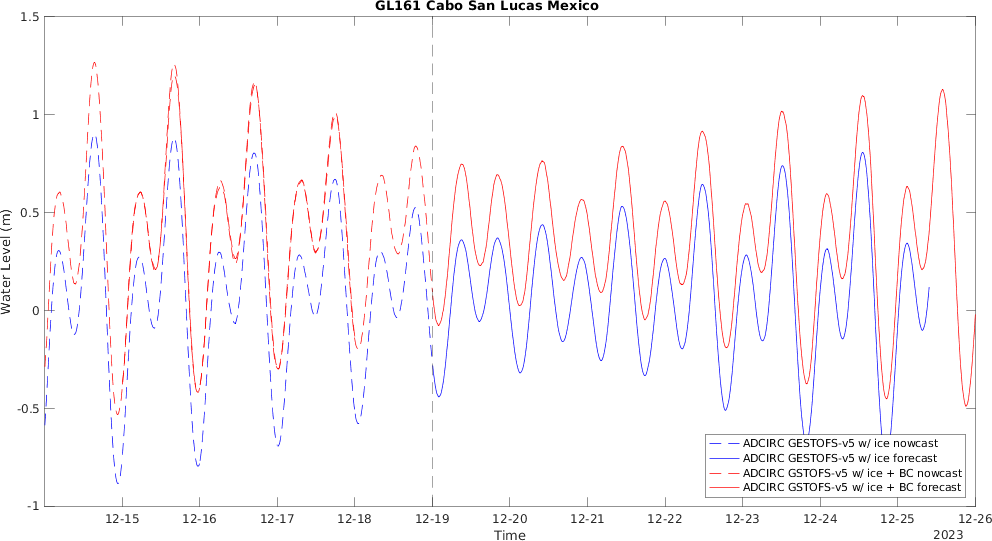 GL161 Cabo San Lucas Mexico
1.5
1
0.5
0
-0.5
-1
Water Level (m)
12-15
12-16
12-17
12-18
12-19
12-20
12-21
12-22
12-23
12-24
12-25
12-26
Time
2023
ADCIRC GESTOFS-v5 w/ ice nowcast
ADCIRC GESTOFS-v5 w/ ice forecast
ADCIRC GSTOFS-v5 w/ ice + BC nowcast
ADCIRC GSTOFS-v5 w/ ice + BC forecast